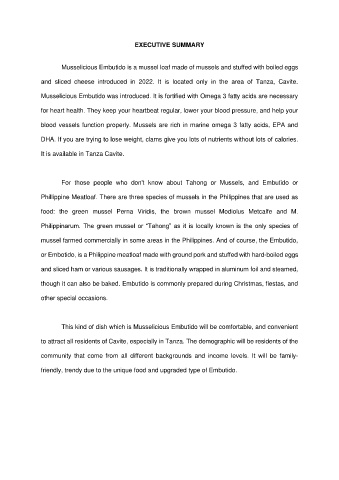 EXECUTIVE SUMMARY
Musselicious Embutido is a mussel loaf made of mussels and stuffed with boiled eggs
and sliced cheese introduced in 2022. It is located only in the area of Tanza, Cavite.
Musselicious Embutido was introduced. It is fortified with Omega 3 fatty acids are necessary
for heart health. They keep your heartbeat regular, lower your blood pressure, and help your
blood vessels function properly. Mussels are rich in marine omega 3 fatty acids, EPA and
DHA. If you are trying to lose weight, clams give you lots of nutrients without lots of calories.
It is available in Tanza Cavite.
For those people who don't know about Tahong or Mussels, and Embutido or
Phillippine Meatloaf. There are three species of mussels in the Philippines that are used as
food: the green mussel Perna Viridis, the brown mussel Modiolus Metcalfe and M.
Philippinarum. The green mussel or "Tahong" as it is locally known is the only species of
mussel farmed commercially in some areas in the Philippines. And of course, the Embutido,
or Embotido, is a Philippine meatloaf made with ground pork and stuffed with hard-boiled eggs
and sliced ham or various sausages. It is traditionally wrapped in aluminum foil and steamed,
though it can also be baked. Embutido is commonly prepared during Christmas, fiestas, and
other special occasions.
This kind of dish which is Musselicious Embutido will be comfortable, and convenient
to attract all residents of Cavite, especially in Tanza. The demographic will be residents of the
community that come from all different backgrounds and income levels. It will be family-
friendly, trendy due to the unique food and upgraded type of Embutido.